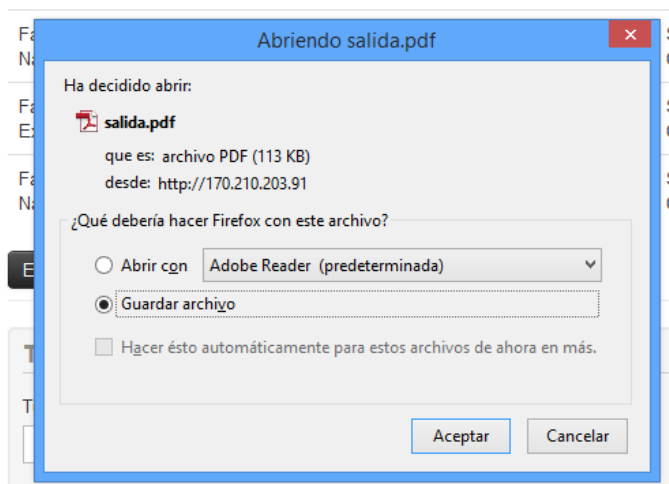 Abriendo salida.pdf
Ha decidido abrir:
salida.pdf
que es: archivo PDF (113 KB)
desde: http://170.210.203.91
¿Qué debería hacer Firefox con este archivo?
Abrir con Adobe Reader (predeterminada)
Guardar archivo
Hacer ésto automáticamente para estos archivos de ahora en más.
Aceptar Cancelar